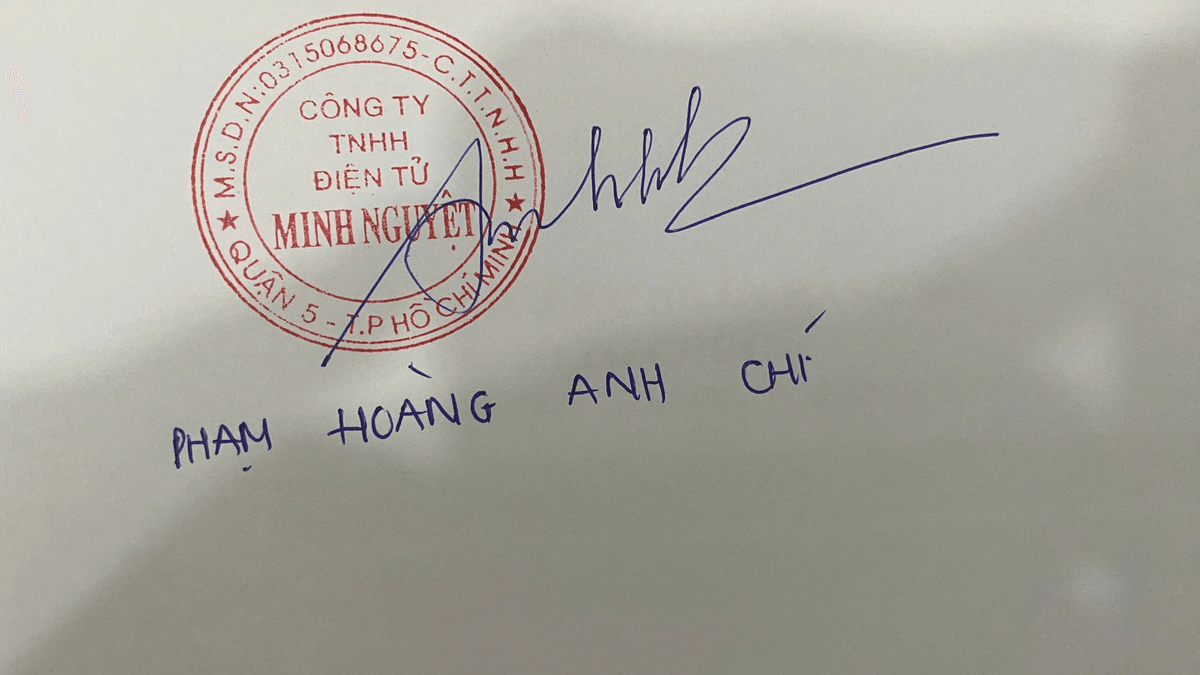 M.S.D.N:0315068675-C.T.T.N.H.H
CÔNG TY
TNHH
ĐIỆN TỬ
MINH NGUYỆT
★ QUẬN 5 - T.P HỒ CHÍ MINH ★
PHẠM HOÀNG ANH CHÍ